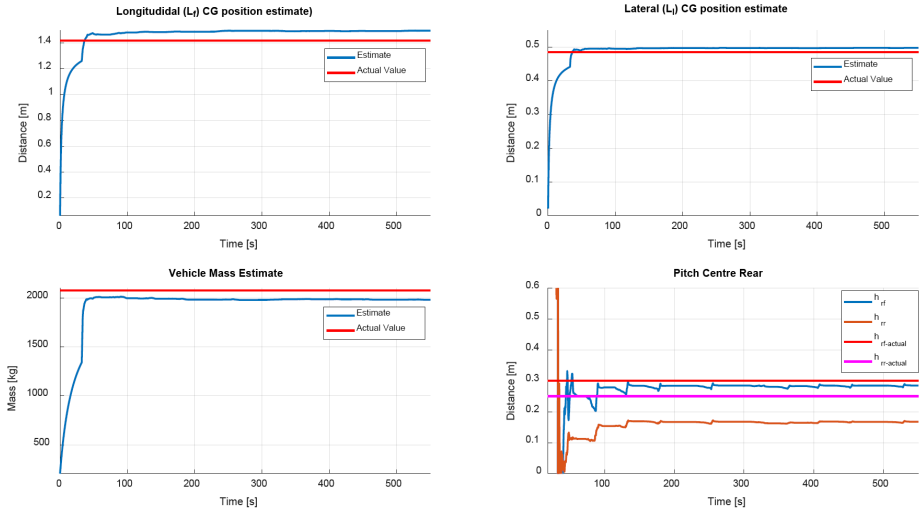 Longitudidal (Lf) CG position estimate)
1.4
1.2
1
0.8
0.6
0.4
0.2
Distance [m]
Estimate
Actual Value
0
100
200
300
400
500
Time [s]
Lateral (Ll) CG position estimate
0.5
0.4
0.3
0.2
0.1
0
Distance [m]
Estimate
Actual Value
0
100
200
300
400
500
Time [s]
Vehicle Mass Estimate
2000
1500
1000
500
Mass [kg]
Estimate
Actual Value
0
100
200
300
400
500
Time [s]
Pitch Centre Rear
0.6
0.5
0.4
0.3
0.2
0.1
0
Distance [m]
h rf
h rr
h rf-actual
h rr-actual
100
200
300
400
500
Time [s]